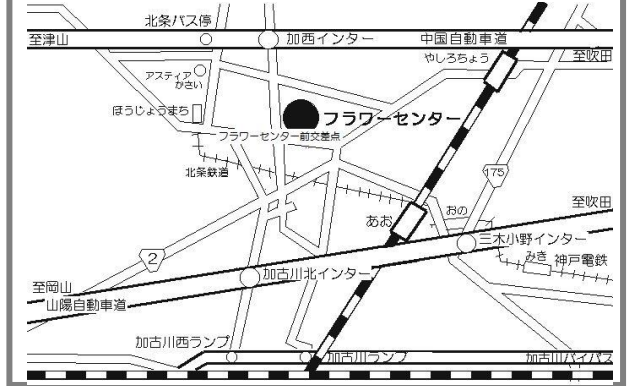 北条バス停
至津山
加西インター
中国自動車道
やしろちょう
至吹田
アスティア
かさい
ほうじょうまち
フラワーセンター
フラワーセンター前交差点
北条鉄道
175
至吹田
おの
あお
三木小野インター
2
みき
神戸電鉄
加古川北インター
至岡山
山陽自動車道
加古川西ランプ
加古川ランプ
加古川バイパス